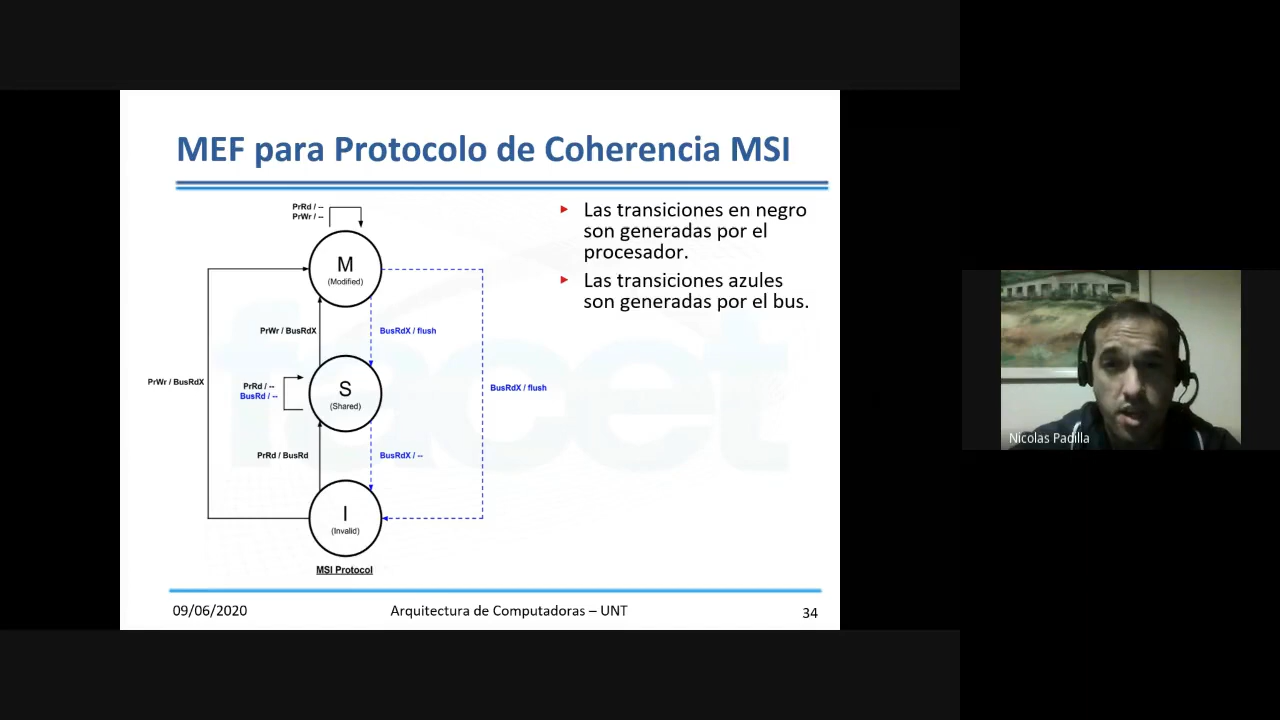 MEF para Protocolo de Coherencia MSI
PrRd / --
PrWr / --
M
(Modified)
PrWr / BusRdX
BusRdX / flush
PrWr / BusRdX
PrRd / --
BusRd / --
S
(Shared)
BusRdX / flush
PrRd / BusRd
BusRdX / --
I
(Invalid)
MSI Protocol
Las transiciones en negro
son generadas por el
procesador.
Las transiciones azules
son generadas por el bus.
facet
09/06/2020
Arquitectura de Computadoras – UNT
34
Nicolas Padilla